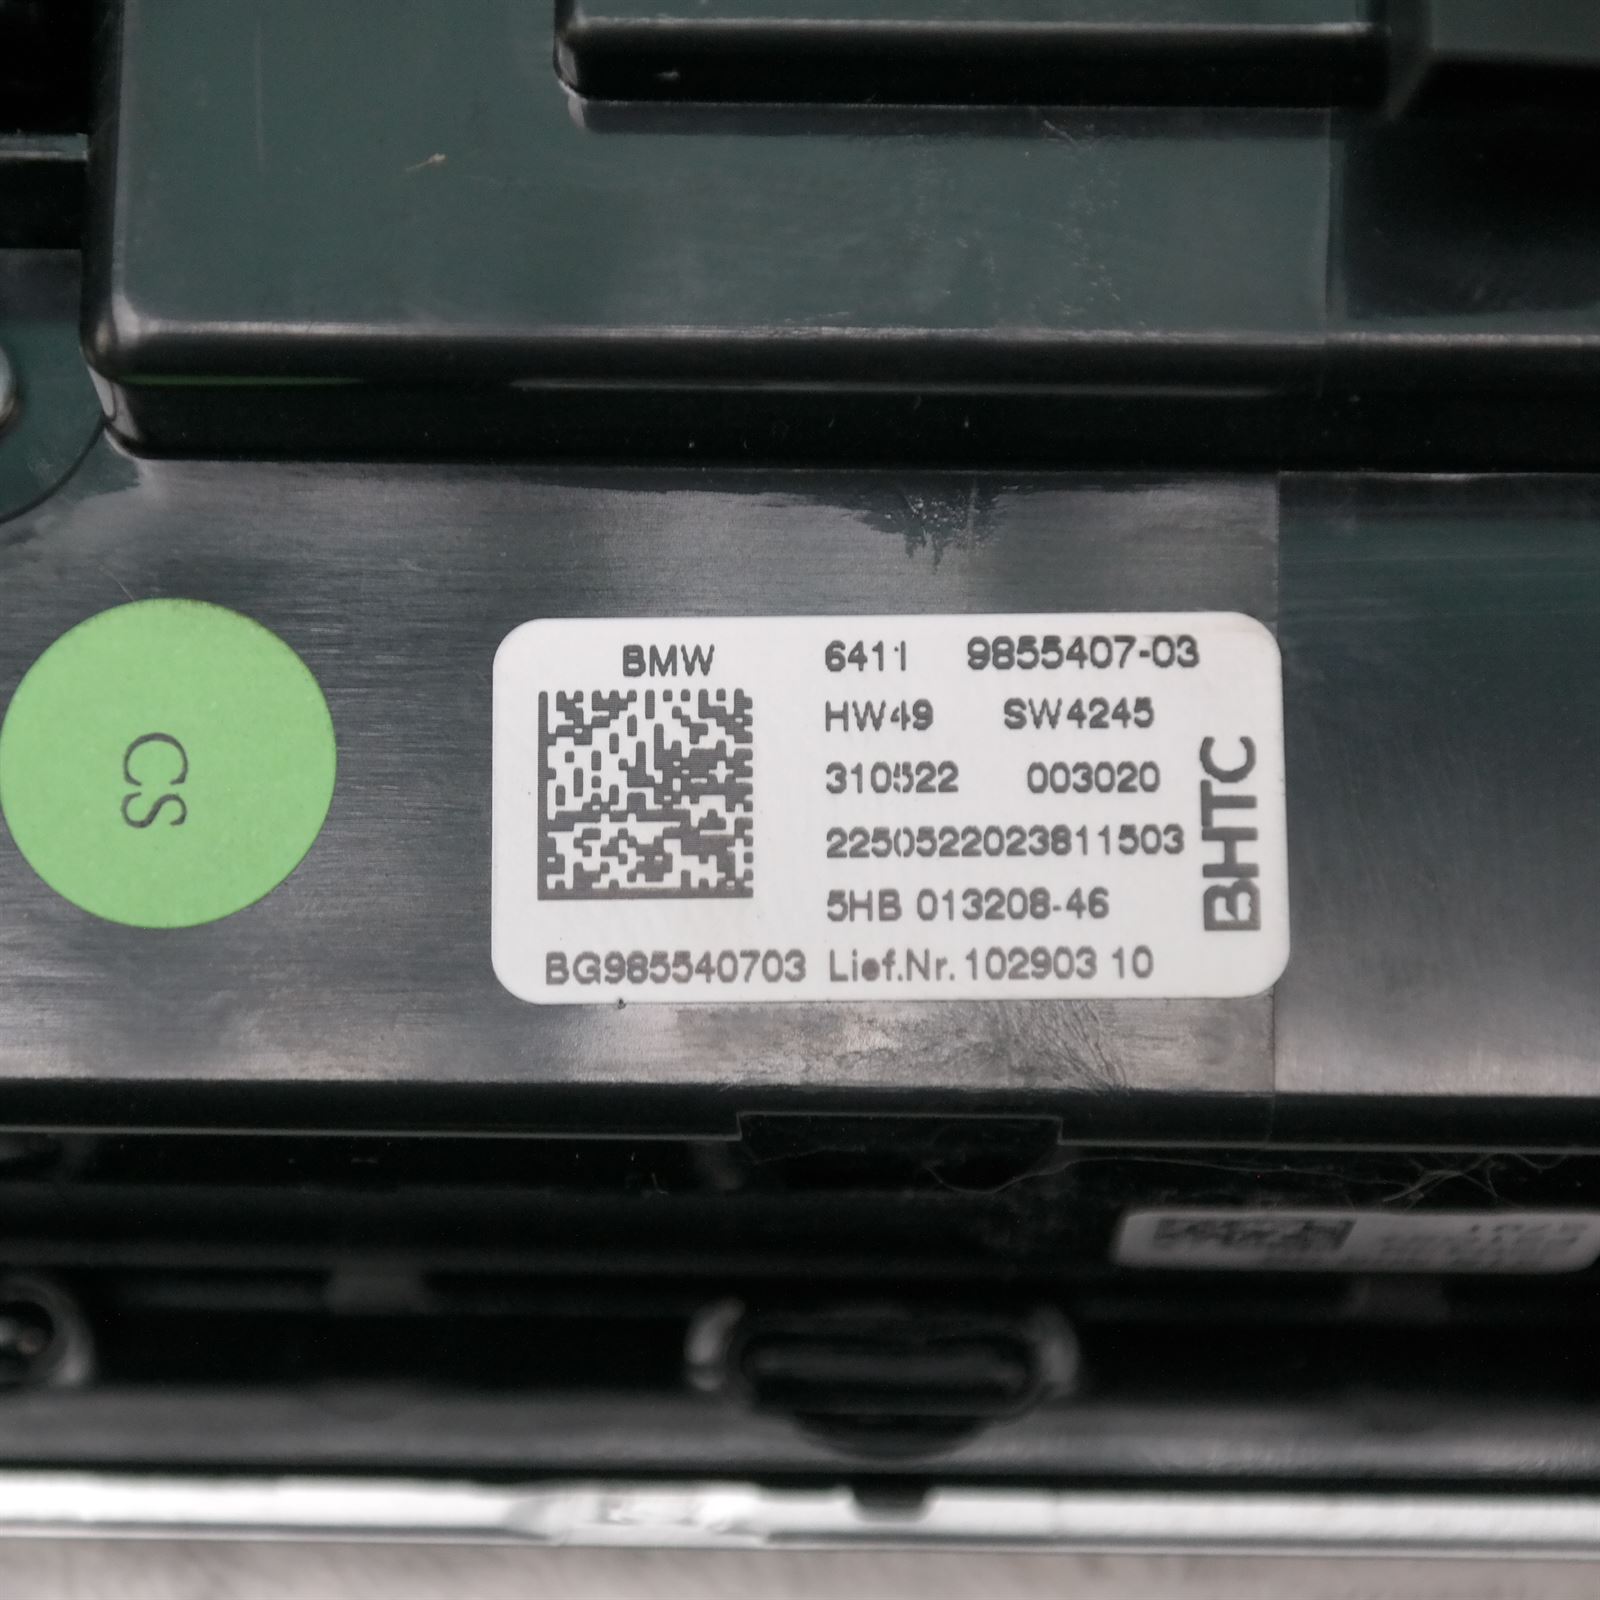 CS
BMW 6411 9855407-03
HW49 SW4245
310522 003020
2250522023811503
5HB 013208-46
BG985540703 Lief.Nr. 102903 10
BHTC